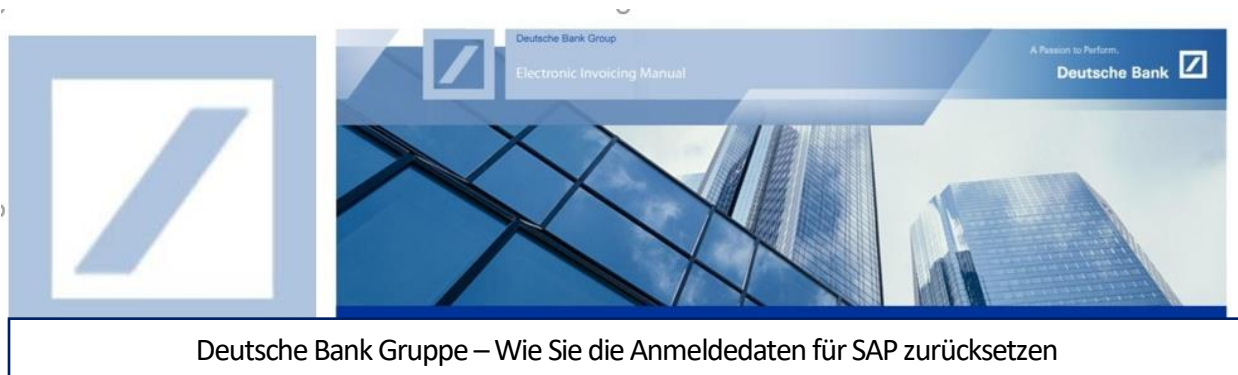 Deutsche Bank Group
Electronic Invoicing Manual
A Passion to Perform.
Deutsche Bank
Deutsche Bank Gruppe – Wie Sie die Anmeldedaten für SAP zurücksetzen